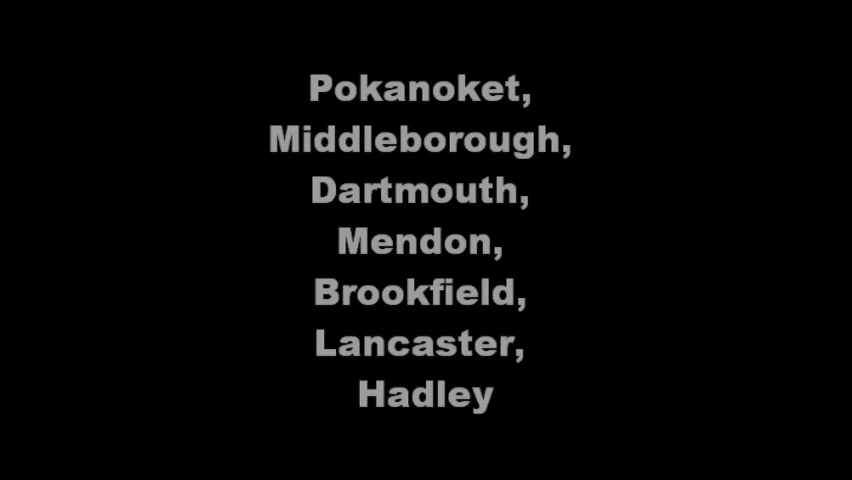 Pokanoket,
Middleborough,
Dartmouth,
Mendon,
Brookfield,
Lancaster,
Hadley